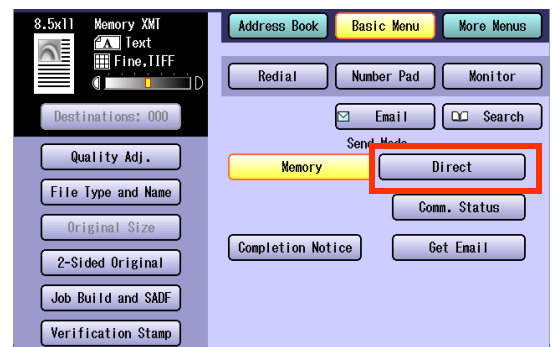 8.5x11 Memory XMT
A Text
Fine,TIFF
D
Destinations: 000
Quality Adj.
File Type and Name
Original Size
2-Sided Original
Job Build and SADF
Verification Stamp
Address Book Basic Menu More Menus
Redial Number Pad Monitor
Email Search
Send Mode
Memory Direct
Comm. Status
Completion Notice Get Email